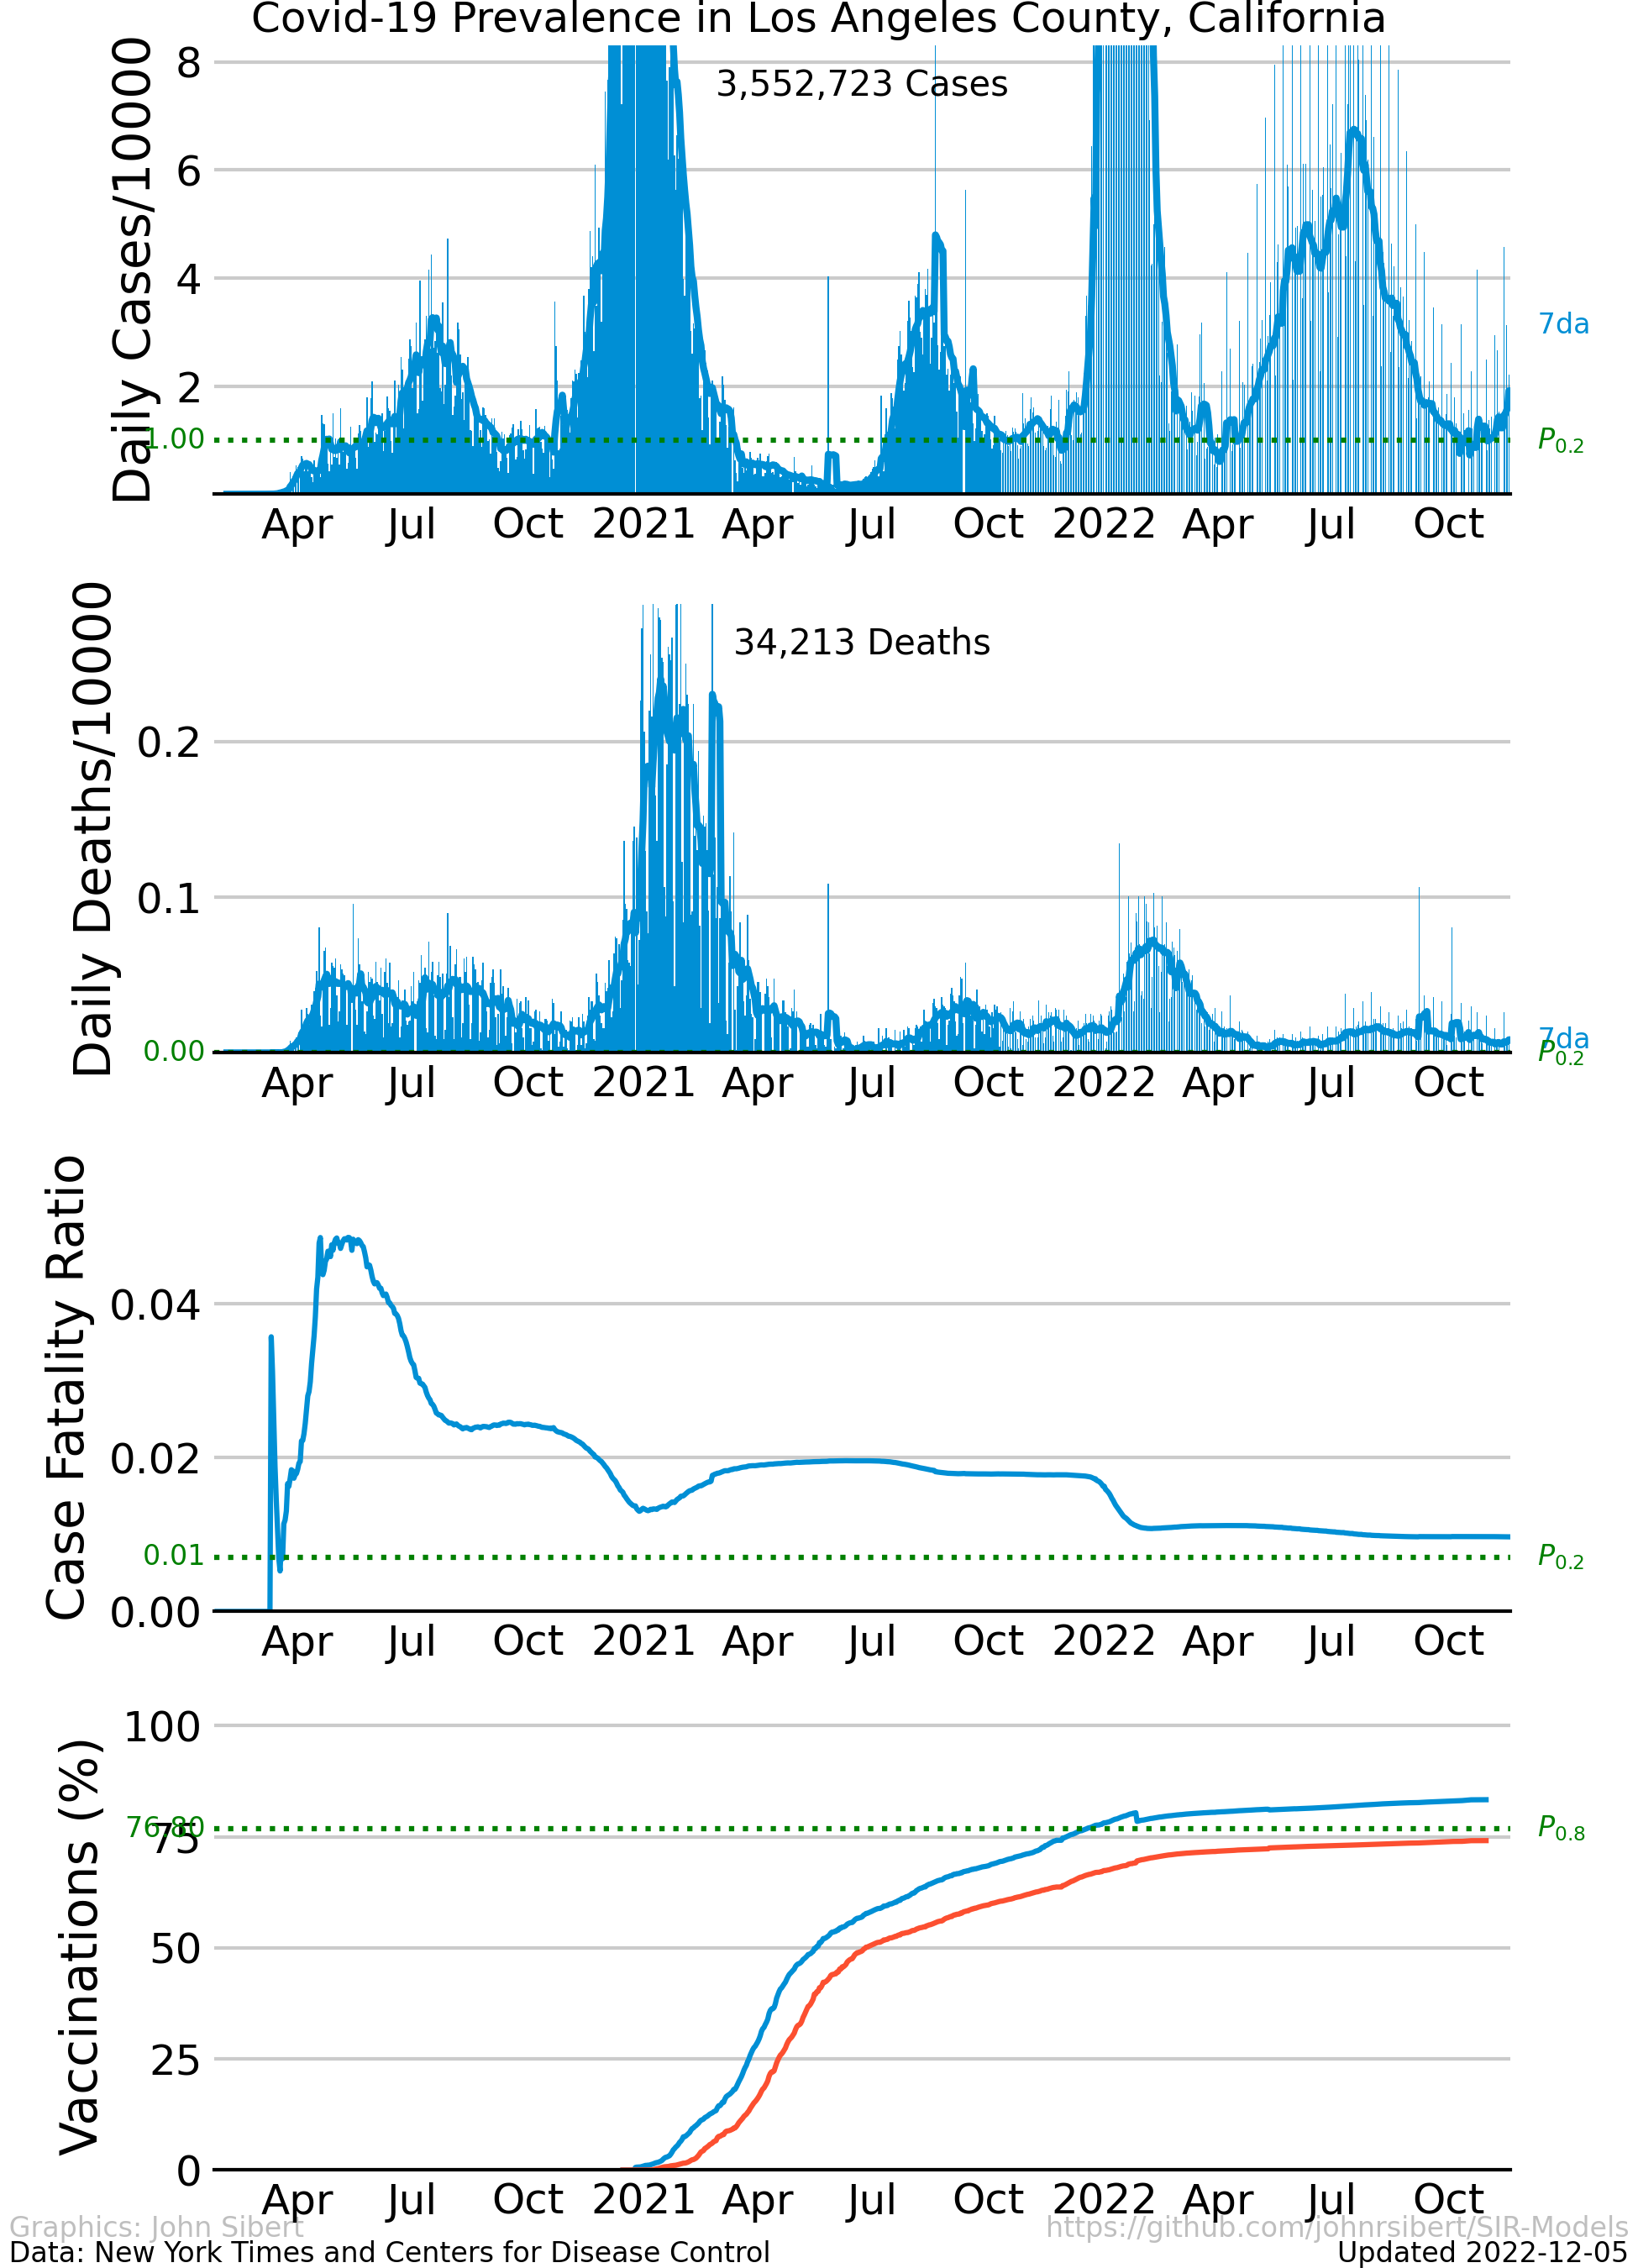 Covid-19 Prevalence in Los Angeles County, California
Daily Cases/10000
8
6
4
2
1.00
3,552,723 Cases
7da
P0.2
Apr Jul Oct 2021 Apr Jul Oct 2022 Apr Jul Oct
Daily Deaths/10000
0.2
0.1
0.00
34,213 Deaths
7da
P0.2
Apr Jul Oct 2021 Apr Jul Oct 2022 Apr Jul Oct
Case Fatality Ratio
0.04
0.02
0.01
0.00
P0.2
Apr Jul Oct 2021 Apr Jul Oct 2022 Apr Jul Oct
Vaccinations (%)
100
76.80
75
50
25
0
P0.8
Apr Jul Oct 2021 Apr Jul Oct 2022 Apr Jul Oct
Graphics: John Sibert
https://github.com/johnrsibert/SIR-Models
Data: New York Times and Centers for Disease Control
Updated 2022-12-05